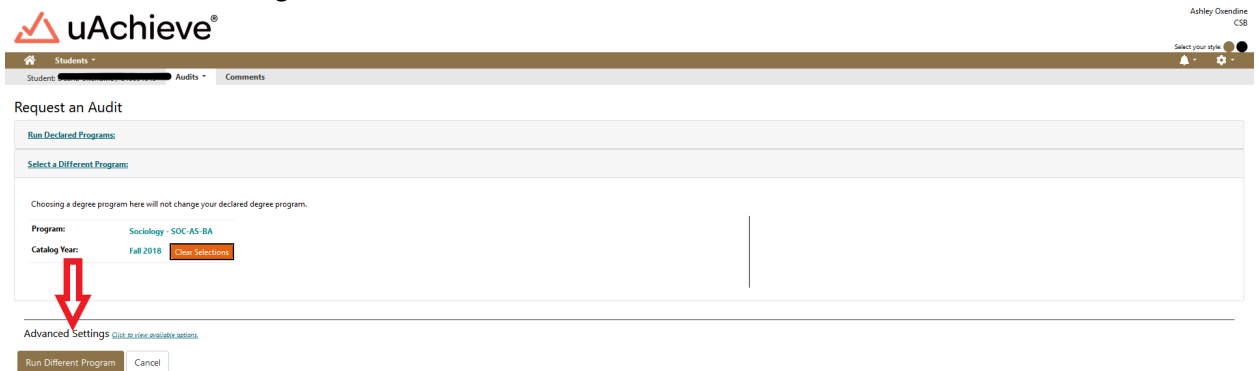 uAchieve®
Ashley Oxendine
CSB
Select your style:
Students
Student:
Audits
Comments
Request an Audit
Run Declared Programs:
Select a Different Program:
Choosing a degree program here will not change your declared degree program.
Program: Sociology - SOC-AS-BA
Catalog Year: Fall 2018 Clear Selections
Advanced Settings Click to view available options.
Run Different Program Cancel